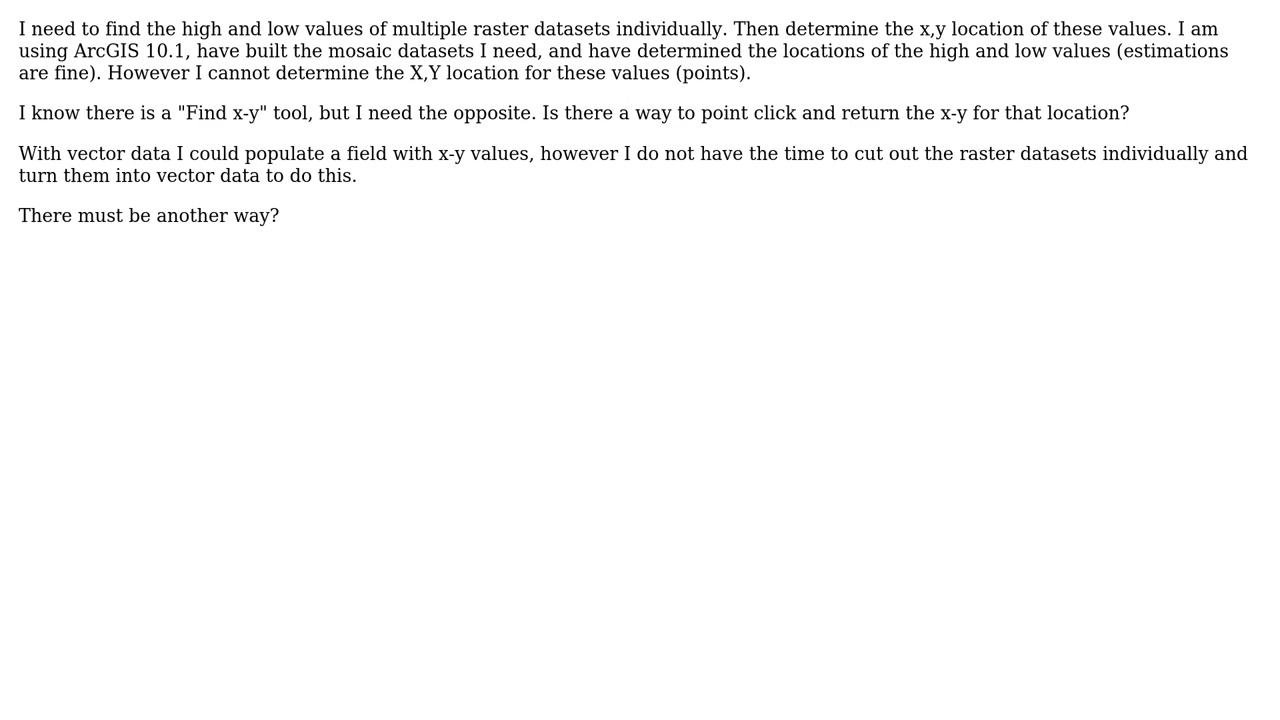 I need to find the high and low values of multiple raster datasets individually. Then determine the x,y location of these values. I am
using ArcGIS 10.1, have built the mosaic datasets I need, and have determined the locations of the high and low values (estimations
are fine). However I cannot determine the X,Y location for these values (points).
I know there is a "Find x-y" tool, but I need the opposite. Is there a way to point click and return the x-y for that location?
With vector data I could populate a field with x-y values, however I do not have the time to cut out the raster datasets individually and
turn them into vector data to do this.
There must be another way?